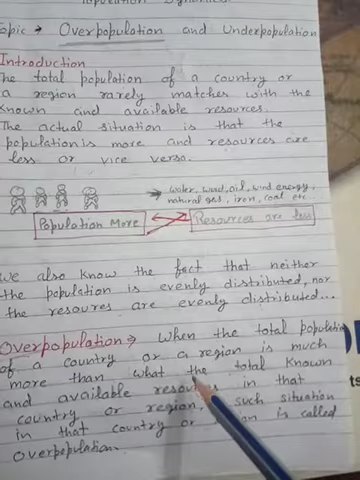 Population Dynamics
Topic → Overpopulation and Underpopulation
Introduction
The total population of a country or
a region rarely matches with the
known and available resources.
The actual situation is that the
population is more and resources are
less or vice versa.
→ water, wood, oil, wind energy,
natural gas, iron, coal etc...
Population More
Resources are less
We also know the fact that neither
the population is evenly distributed, nor
the resoures are evenly distributed...
Overpopulation → When the total population
of a country or a region is much
more than what the total known
and available resources in that
country or region, such situation
in that country or is called
Overpopulation.